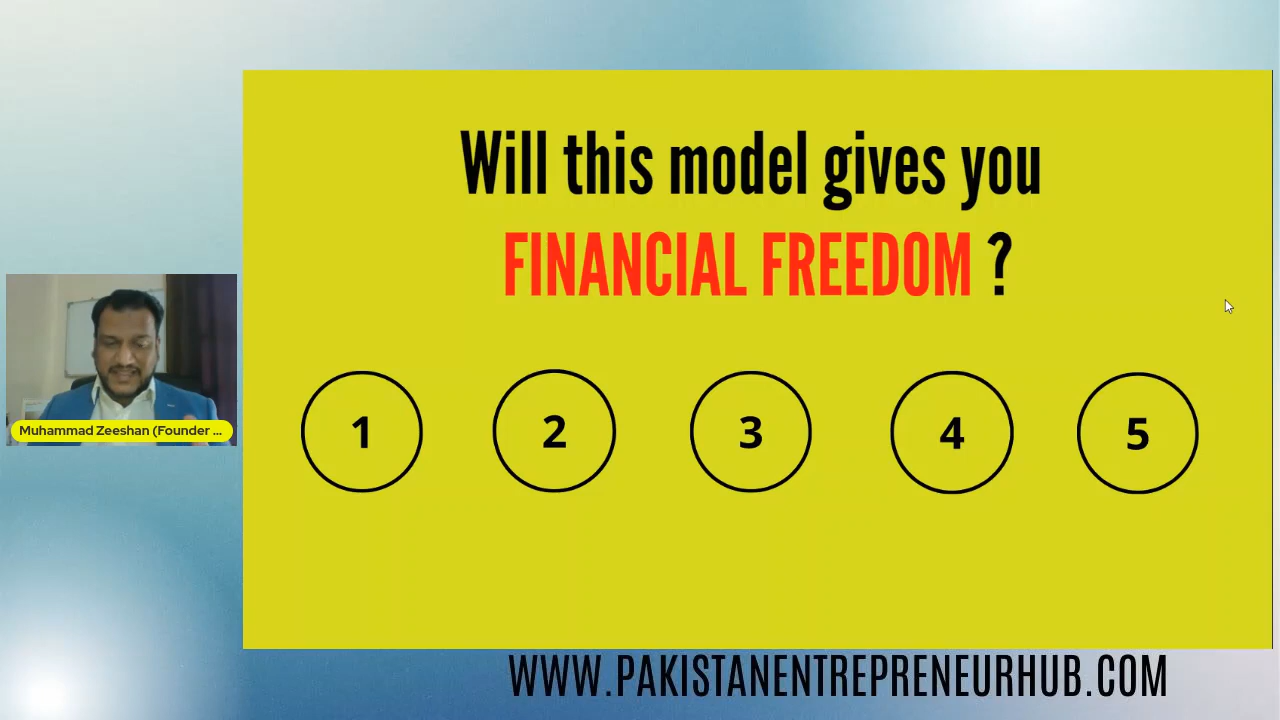 Will this model gives you
FINANCIAL FREEDOM ?
1 2 3 4 5
Muhammad Zeeshan (Founder ...
WWW.PAKISTANENTREPRENEURHUB.COM